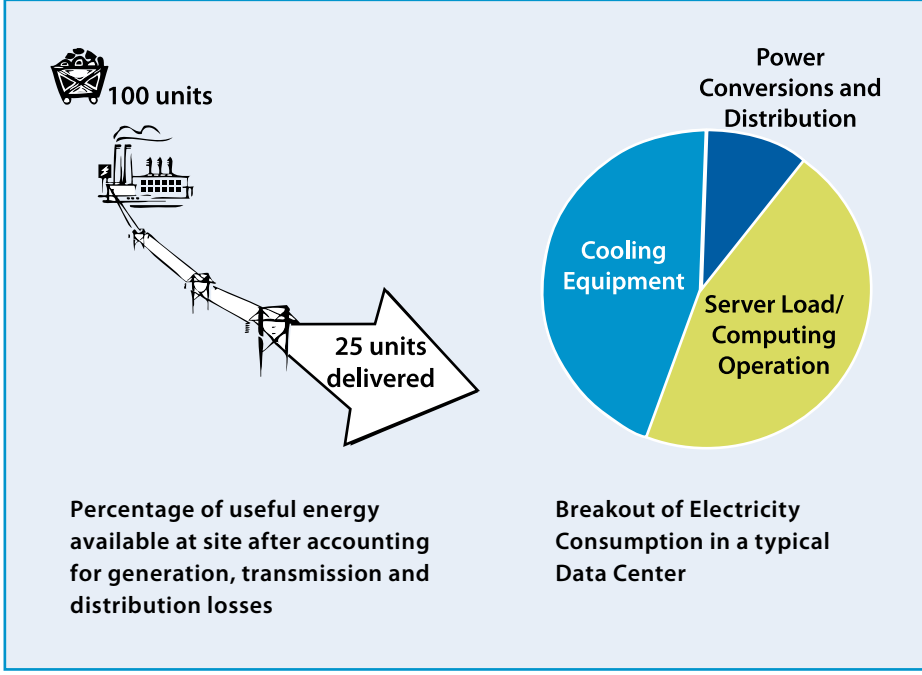 100 units
25 units
delivered
Percentage of useful energy
available at site after accounting
for generation, transmission and
distribution losses
Power
Conversions and
Distribution
Cooling
Equipment
Server Load/
Computing
Operation
Breakout of Electricity
Consumption in a typical
Data Center